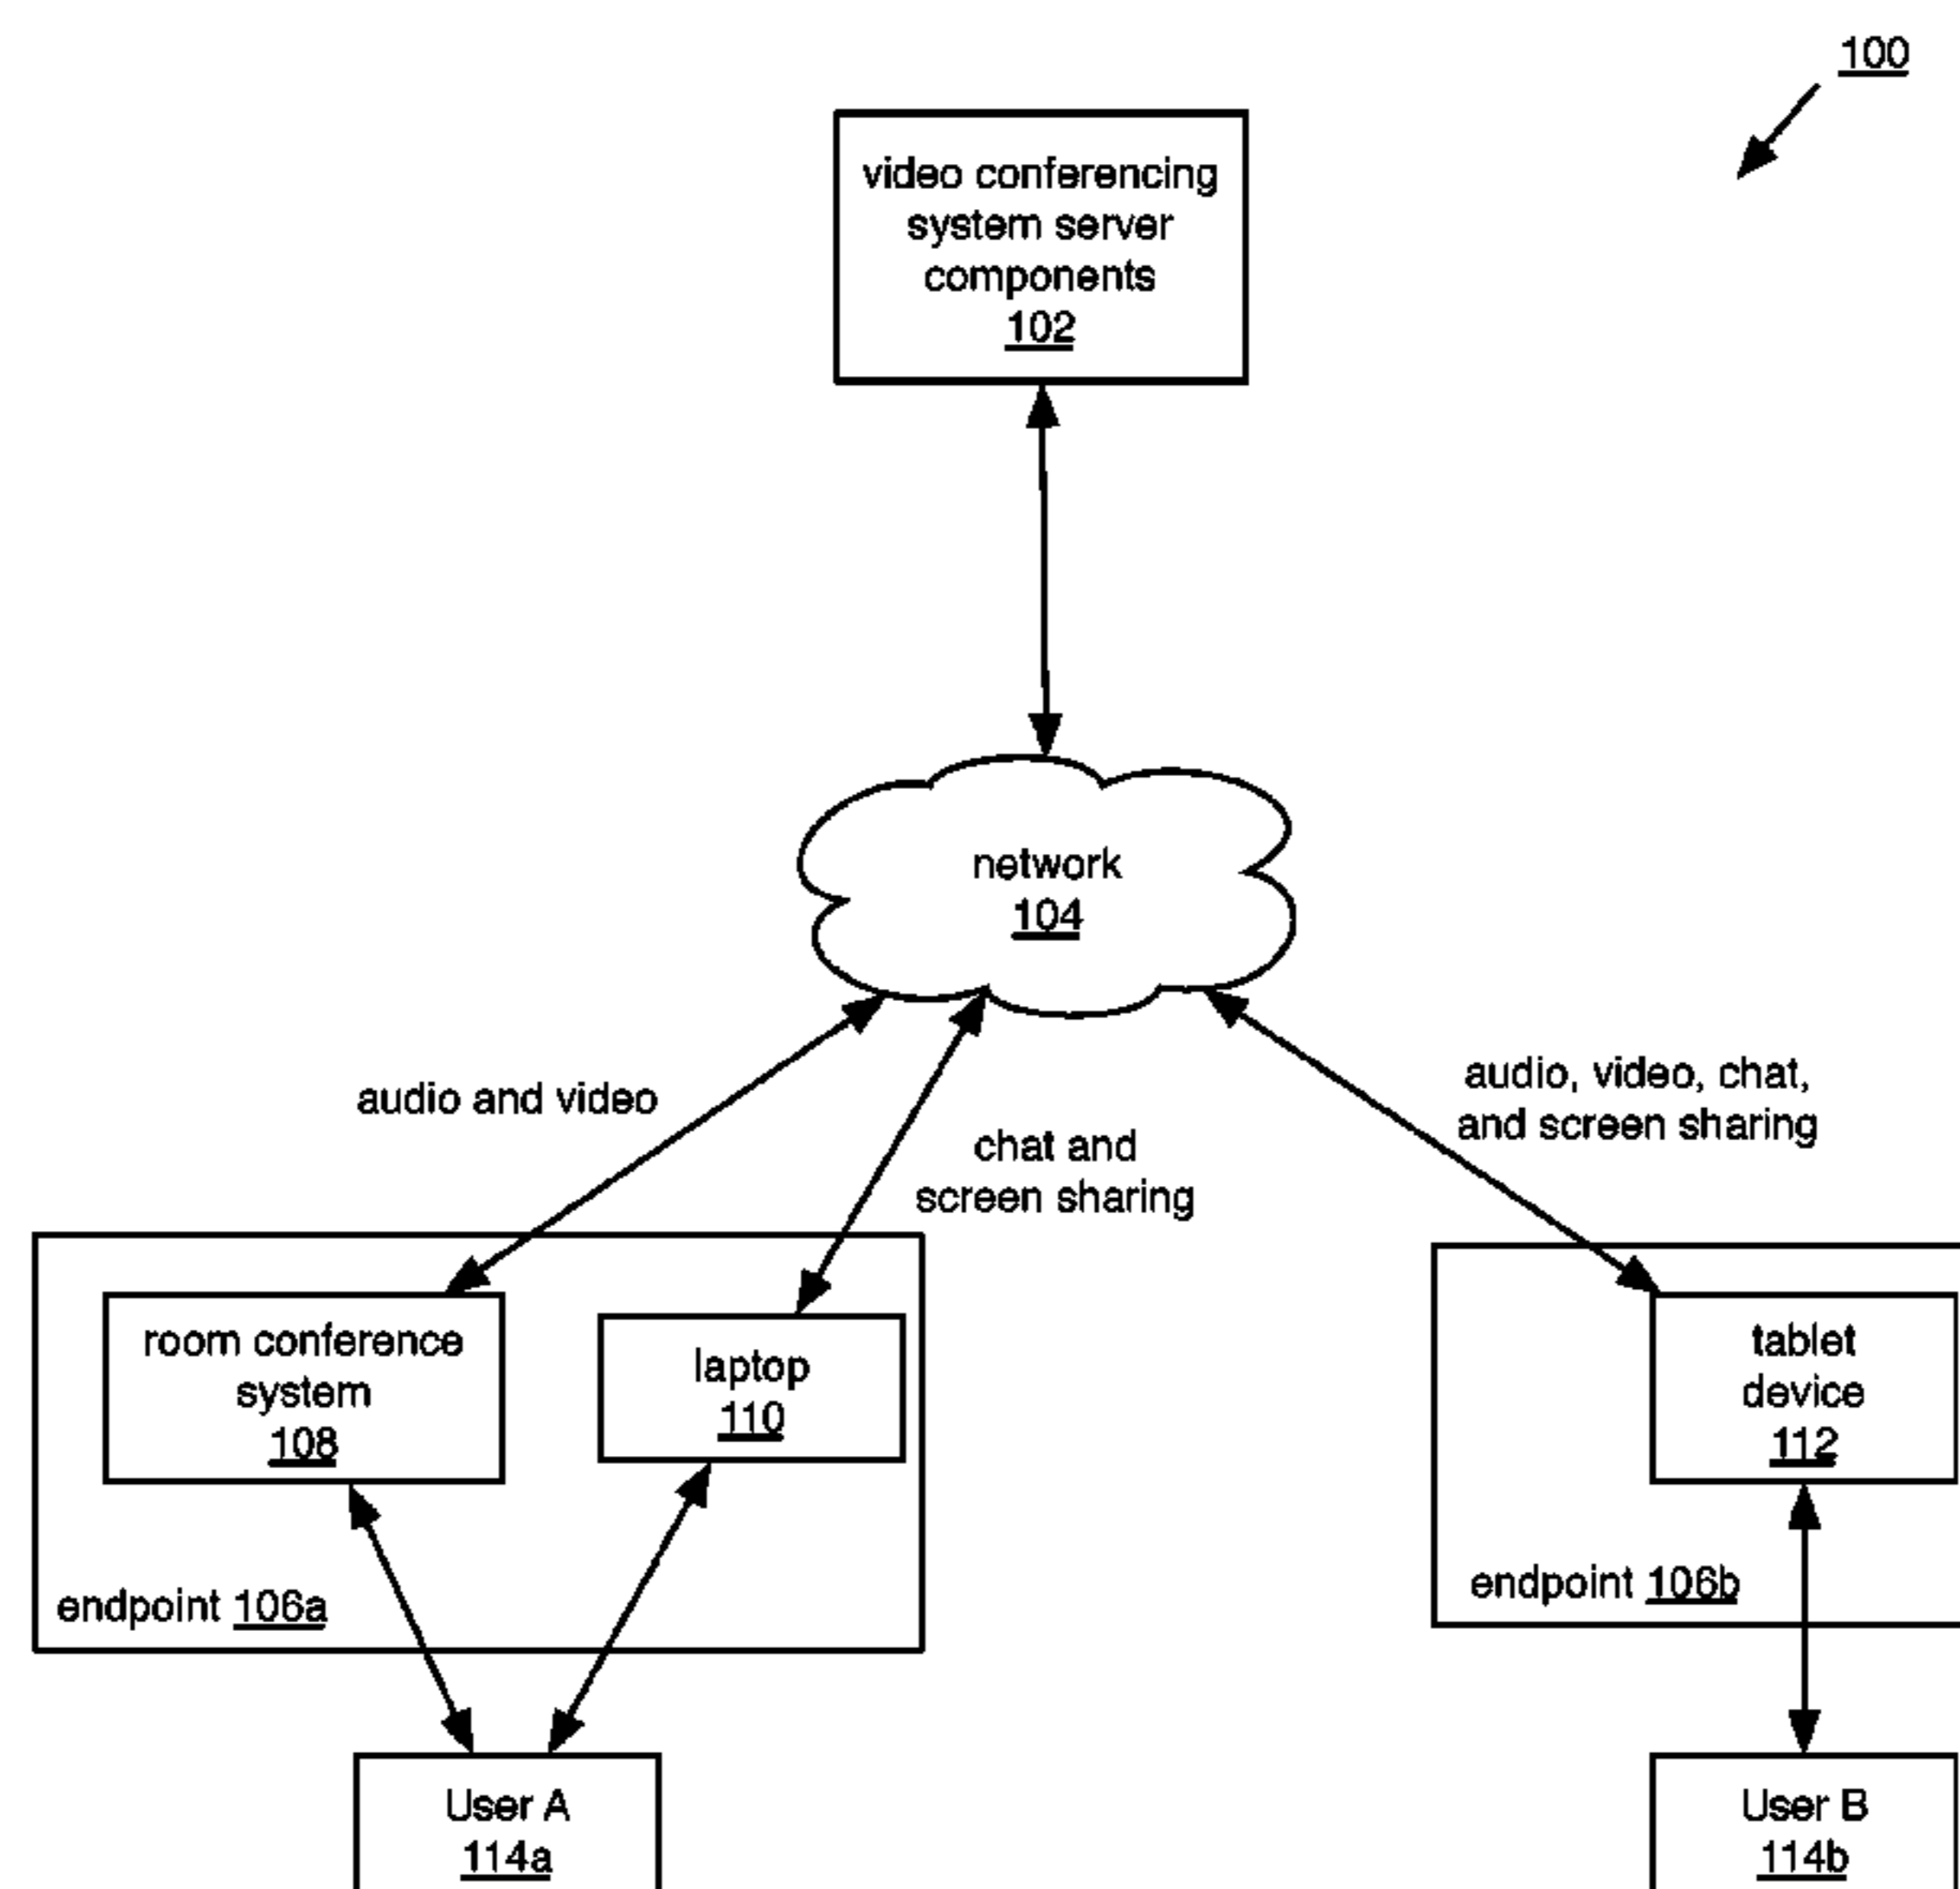 100
video conferencing
system server
components
102
network
104
audio and video
chat and
screen sharing
audio, video, chat,
and screen sharing
room conference
system
108
laptop
110
endpoint 106a
tablet
device
112
endpoint 106b
User A
114a
User B
114b